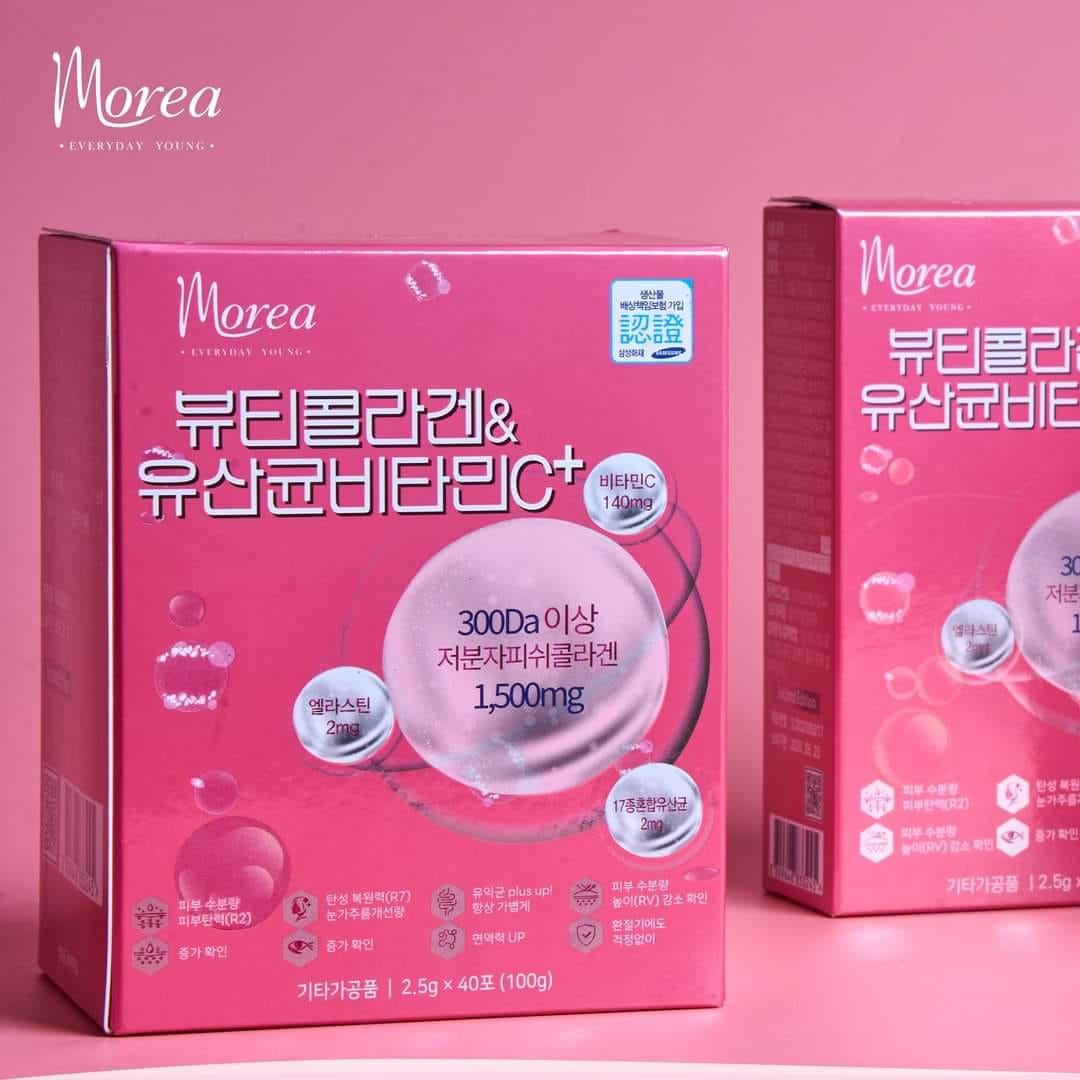 Morea
• EVERYDAY YOUNG •
Morea
• EVERYDAY YOUNG •
생산물
배상책임보험 가입
認證
삼성화재 SAMSUNG
뷰티콜라겐&
유산균비타민C+
비타민C
140mg
300Da 이상
저분자피쉬콜라겐
1,500mg
엘라스틴
2mg
17종혼합유산균
2mg
피부 수분량
피부탄력(R2)
탄성 복원력(R7)
눈가주름개선량
유익균 plus up!
항상 가볍게
피부 수분량
높이(RV) 감소 확인
증가 확인
증가 확인
면역력 UP
환절기에도
걱정없이
기타가공품 | 2.5g × 40포 (100g)
Morea
• EVERYDAY YOUNG •
뷰티콜라
유산균비타
30
저분자
1
엘라스틴
2mg
피부 수분량
피부탄력(R2)
탄성 복원
눈가주름
피부 수분량
높이(RV) 감소 확인
증가 확인
기타가공품 | 2.5g